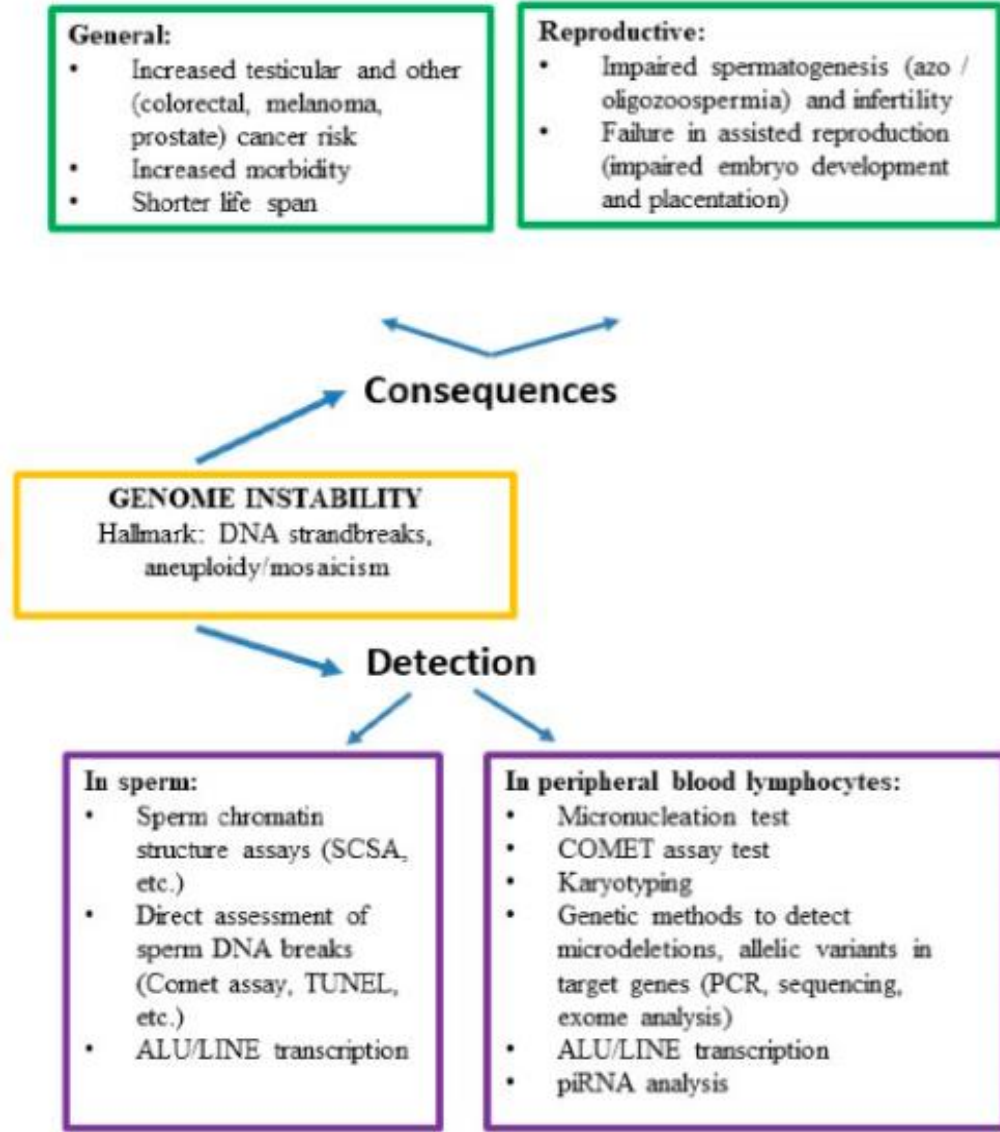 General:
• Increased testicular and other
(colorectal, melanoma,
prostate) cancer risk
• Increased morbidity
• Shorter life span
Reproductive:
• Impaired spermatogenesis (azo /
oligozoospermia) and infertility
• Failure in assisted reproduction
(impaired embryo development
and placentation)
Consequences
GENOME INSTABILITY
Hallmark: DNA strandbreaks,
aneuploidy/mosaicism
Detection
In sperm:
• Sperm chromatin
structure assays (SCSA,
etc.)
• Direct assessment of
sperm DNA breaks
(Comet assay, TUNEL,
etc.)
• ALU/LINE transcription
In peripheral blood lymphocytes:
• Micronucleation test
• COMET assay test
• Karyotyping
• Genetic methods to detect
microdeletions, allelic variants in
target genes (PCR, sequencing,
exome analysis)
• ALU/LINE transcription
• piRNA analysis